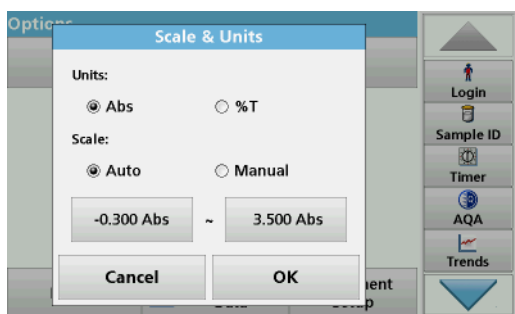 Options
Scale & Units
Units:
Abs
%T
Scale:
Auto
Manual
-0.300 Abs
~
3.500 Abs
Cancel
OK
Login
Sample ID
Timer
AQA
Trends